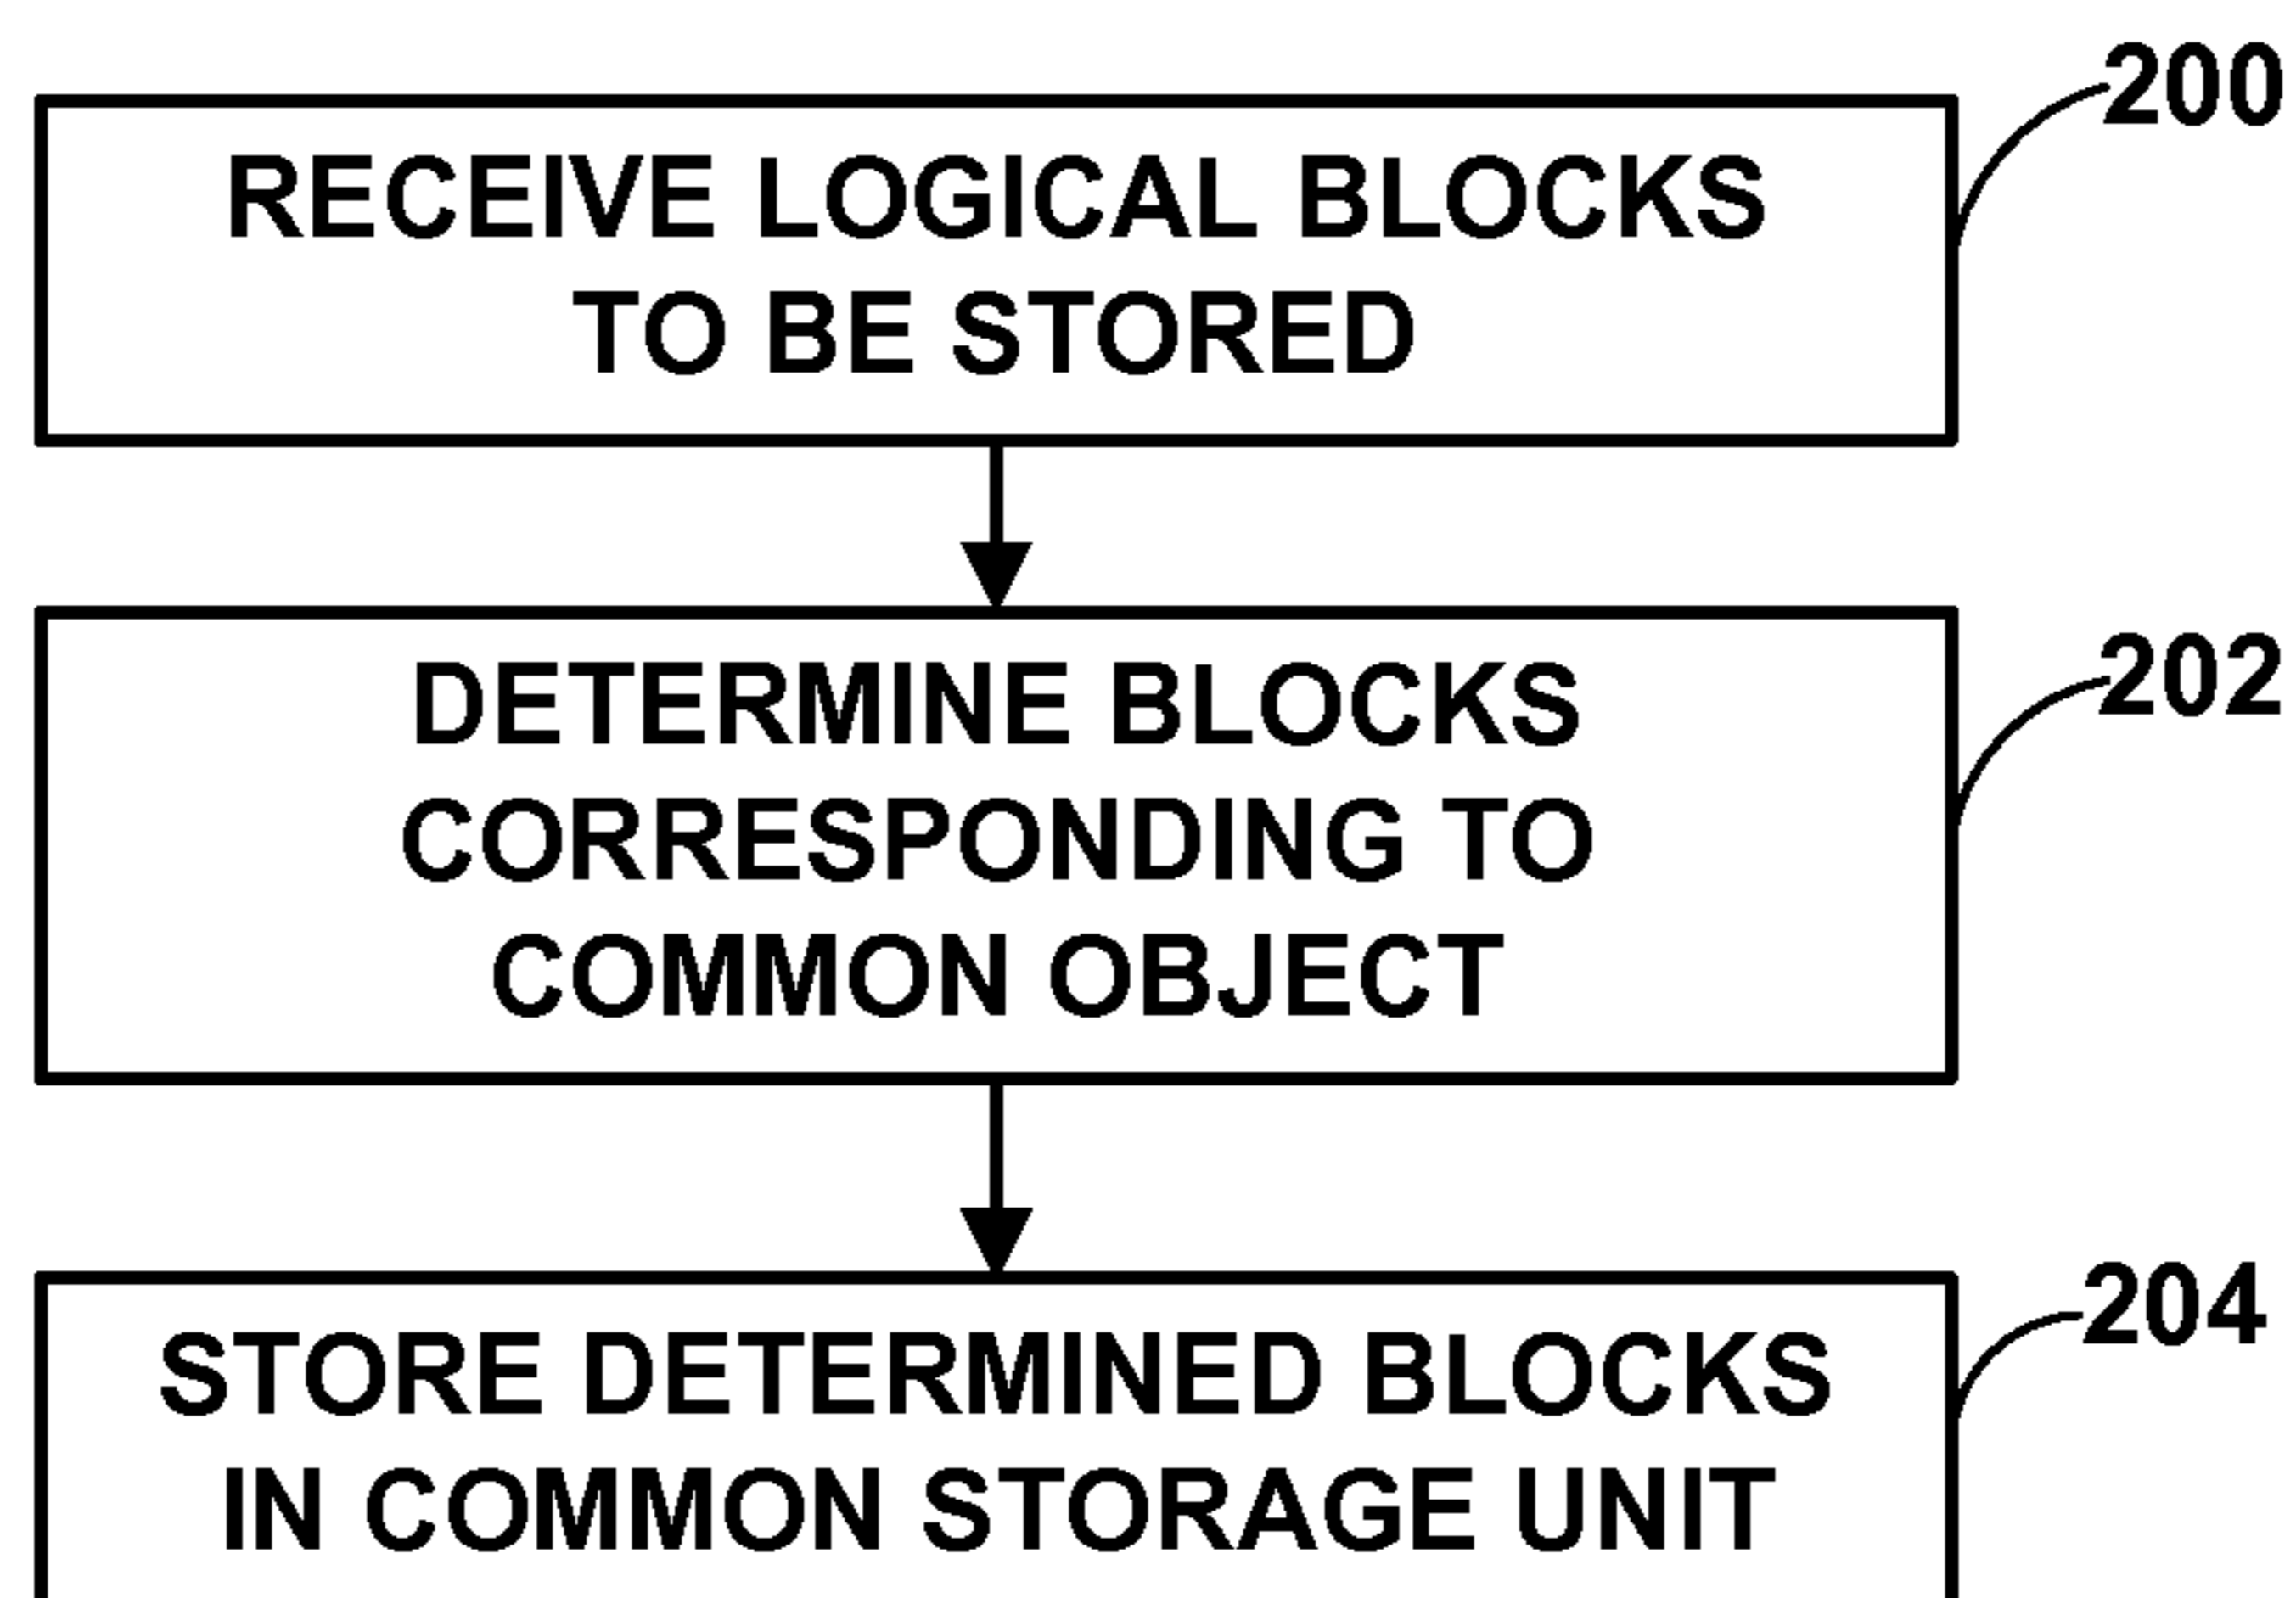 200
RECEIVE LOGICAL BLOCKS
TO BE STORED
202
DETERMINE BLOCKS
CORRESPONDING TO
COMMON OBJECT
204
STORE DETERMINED BLOCKS
IN COMMON STORAGE UNIT